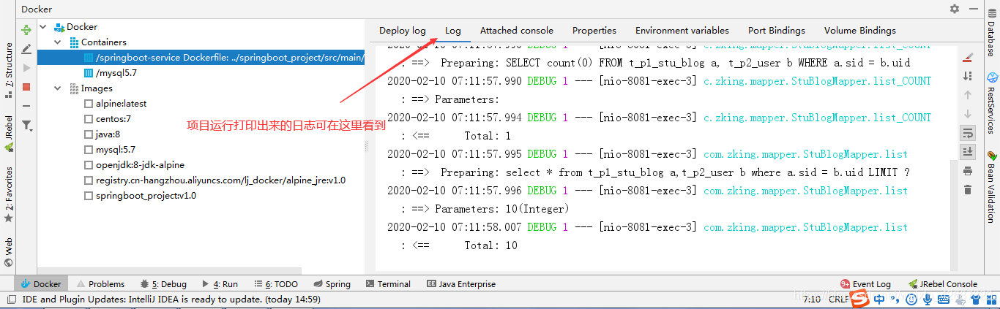 Docker
Docker
Containers
/springboot-service Dockerfile: ../springboot_project/src/main/
/mysql5.7
Images
alpine:latest
centos:7
java:8
mysql:5.7
openjdk:8-jdk-alpine
registry.cn-hangzhou.aliyuncs.com/lj_docker/alpine_jre:v1.0
springboot_project:v1.0
Deploy log Log Attached console Properties Environment variables Port Bindings Volume Bindings
2020-02-10 07:11:57.990 DEBUG 1 --- [nio-8081-exec-3] c.zking.mapper.StuBlogMapper.list_COUNT
: ==>  Preparing: SELECT count(0) FROM t_p1_stu_blog a, t_p2_user b WHERE a.sid = b.uid
2020-02-10 07:11:57.990 DEBUG 1 --- [nio-8081-exec-3] c.zking.mapper.StuBlogMapper.list_COUNT
: ==> Parameters:
2020-02-10 07:11:57.994 DEBUG 1 --- [nio-8081-exec-3] c.zking.mapper.StuBlogMapper.list_COUNT
: <==      Total: 1
2020-02-10 07:11:57.995 DEBUG 1 --- [nio-8081-exec-3] com.zking.mapper.StuBlogMapper.list
: ==>  Preparing: select * from t_p1_stu_blog a,t_p2_user b where a.sid = b.uid LIMIT ?
2020-02-10 07:11:57.996 DEBUG 1 --- [nio-8081-exec-3] com.zking.mapper.StuBlogMapper.list
: ==> Parameters: 10(Integer)
2020-02-10 07:11:58.007 DEBUG 1 --- [nio-8081-exec-3] com.zking.mapper.StuBlogMapper.list
: <==      Total: 10
项目运行打印出来的日志可在这里看到
7: Structure
JRebel
2: Favorites
Web
Database
RestServices
Bean Validation
Docker Problems 5: Debug 4: Run 6: TODO Spring Terminal Java Enterprise 9+ Event Log JRebel Console
IDE and Plugin Updates: IntelliJ IDEA is ready to update. (today 14:59) 7:10 CRLF 中